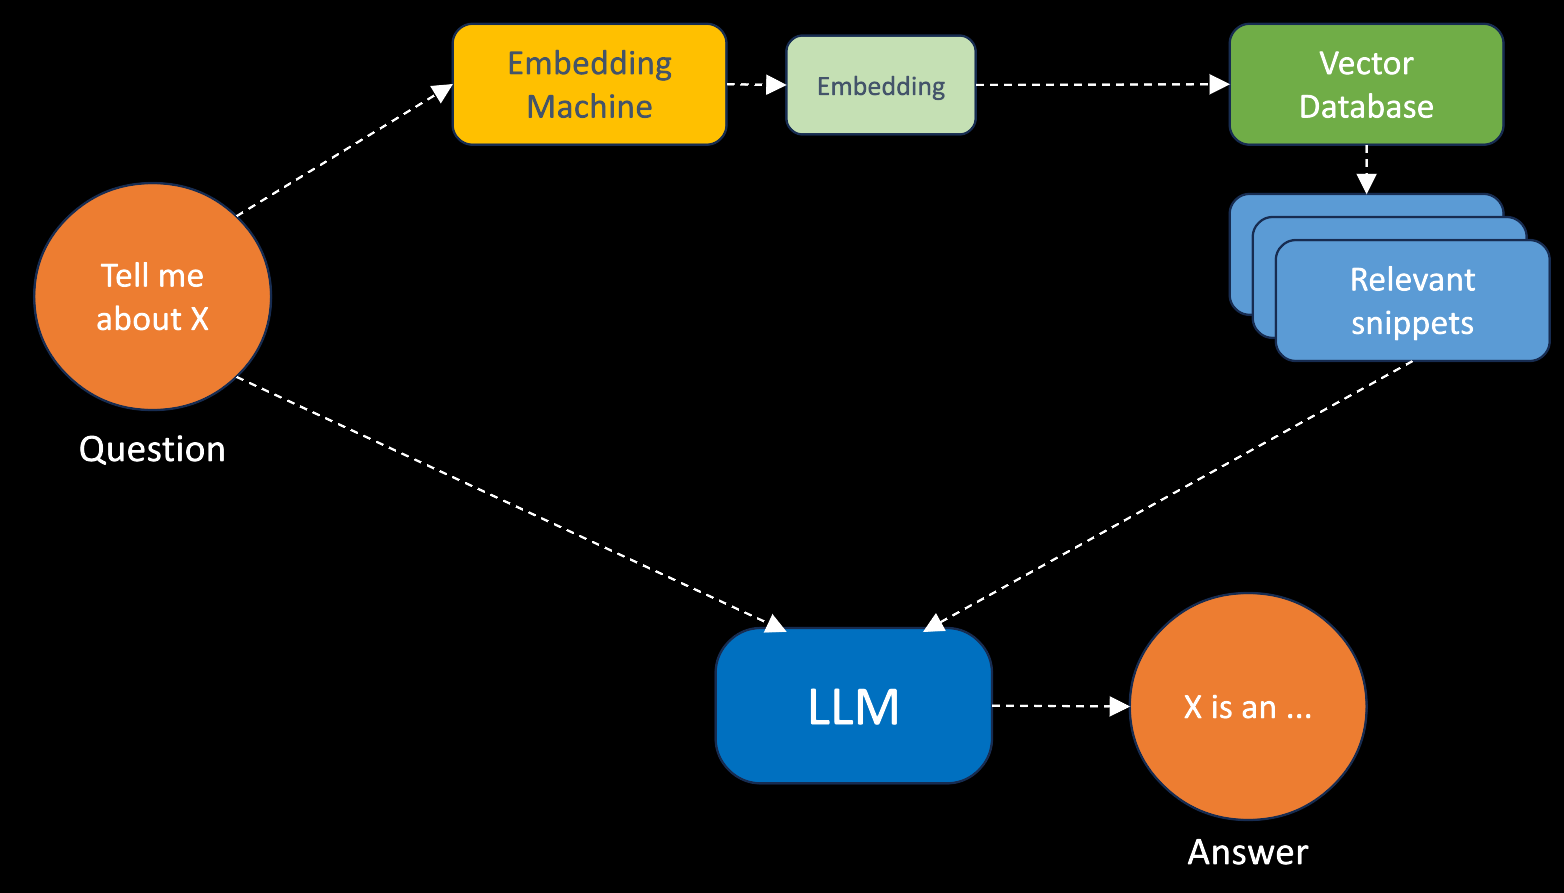 Embedding
Machine
Embedding
Vector
Database
Tell me
about X
Question
Relevant
snippets
LLM
X is an ...
Answer